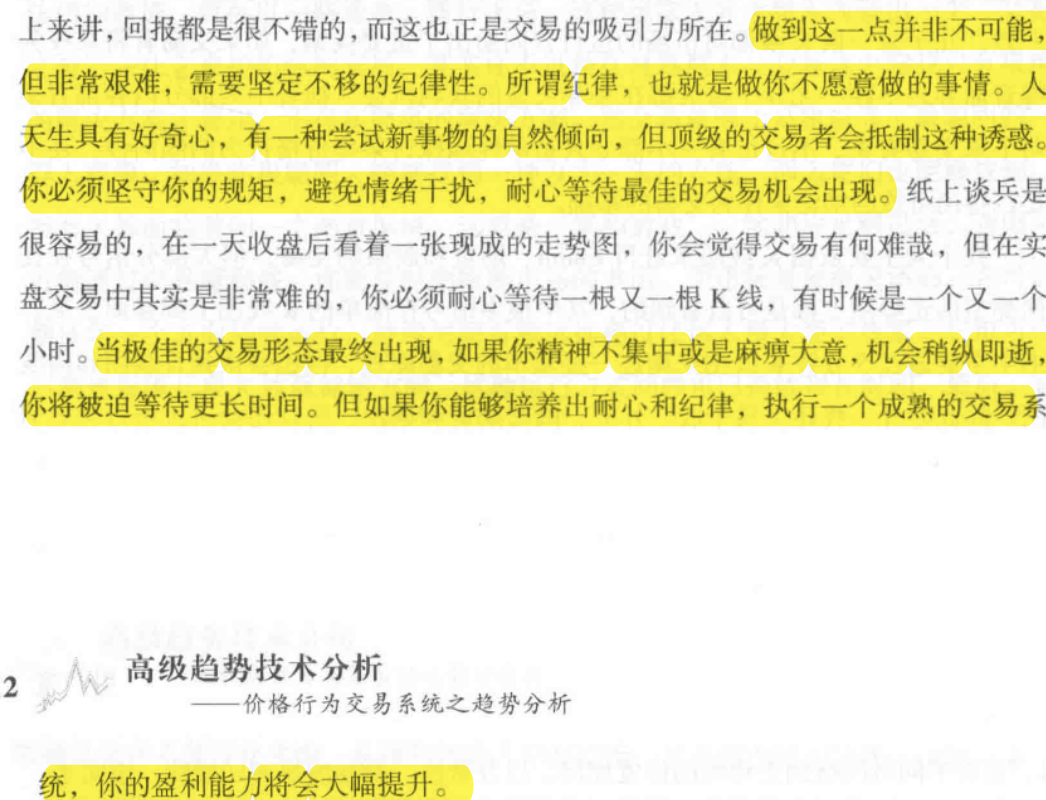 上来讲，回报都是很不错的，而这也正是交易的吸引力所在。做到这一点并非不可能，
但非常艰难，需要坚定不移的纪律性。所谓纪律，也就是做你不愿意做的事情。人
天生具有好奇心，有一种尝试新事物的自然倾向，但顶级的交易者会抵制这种诱惑。
你必须坚守你的规矩，避免情绪干扰，耐心等待最佳的交易机会出现。纸上谈兵是
很容易的，在一天收盘后看着一张现成的走势图，你会觉得交易有何难哉，但在实
盘交易中其实是非常难的，你必须耐心等待一根又一根K线，有时候是一个又一个
小时。当极佳的交易形态最终出现，如果你精神不集中或是麻痹大意，机会稍纵即逝，
你将被迫等待更长时间。但如果你能够培养出耐心和纪律，执行一个成熟的交易系
2
高级趋势技术分析
——价格行为交易系统之趋势分析
统，你的盈利能力将会大幅提升。